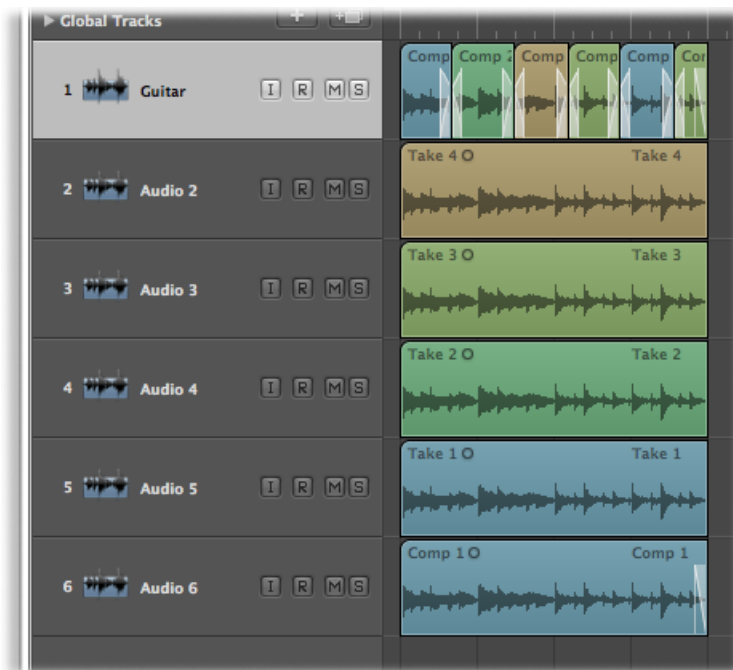 Global Tracks
Comp Comp 2 Comp Comp Comp Cor
1 Guitar I R M S
Take 4 Take 4
2 Audio 2 I R M S
Take 3 Take 3
3 Audio 3 I R M S
Take 2 Take 2
4 Audio 4 I R M S
Take 1 Take 1
5 Audio 5 I R M S
Comp 1 Comp 1
6 Audio 6 I R M S